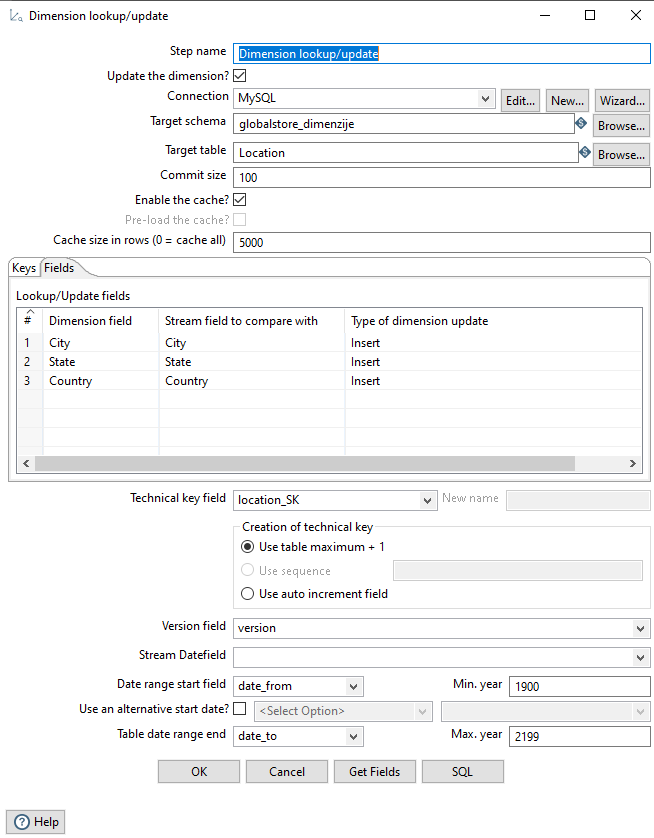 Dimension lookup/update
Step name Dimension lookup/update
Update the dimension?
Connection MySQL Edit... New... Wizard...
Target schema globalstore_dimenzije S Browse...
Target table Location S Browse...
Commit size 100
Enable the cache?
Pre-load the cache?
Cache size in rows (0 = cache all) 5000
Keys Fields
Lookup/Update fields
# Dimension field Stream field to compare with Type of dimension update
1 City City Insert
2 State State Insert
3 Country Country Insert
Technical key field location_SK New name
Creation of technical key
Use table maximum + 1
Use sequence
Use auto increment field
Version field version
Stream Datefield
Date range start field date_from Min. year 1900
Use an alternative start date? <Select Option>
Table date range end date_to Max. year 2199
OK Cancel Get Fields SQL
? Help